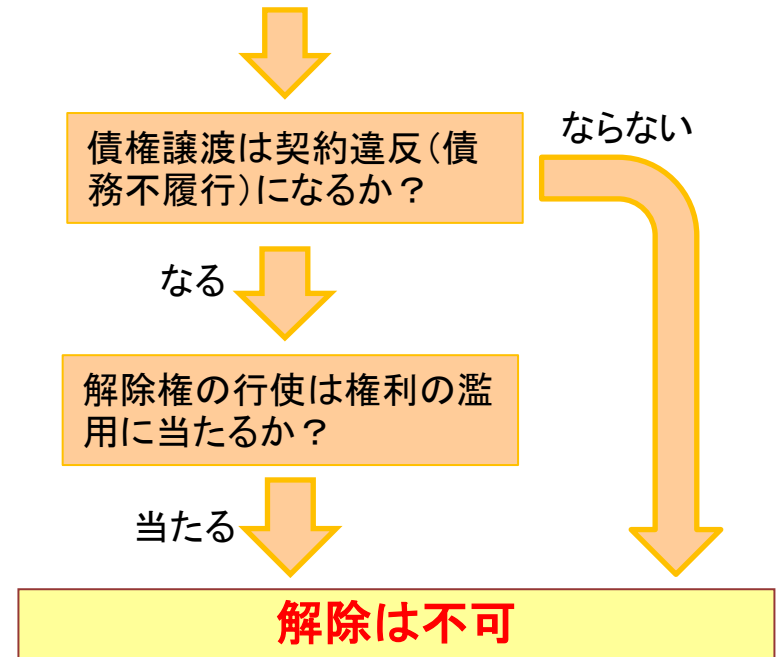 債権譲渡は契約違反（債
務不履行）になるか？
ならない
なる
解除権の行使は権利の濫
用に当たるか？
当たる
解除は不可